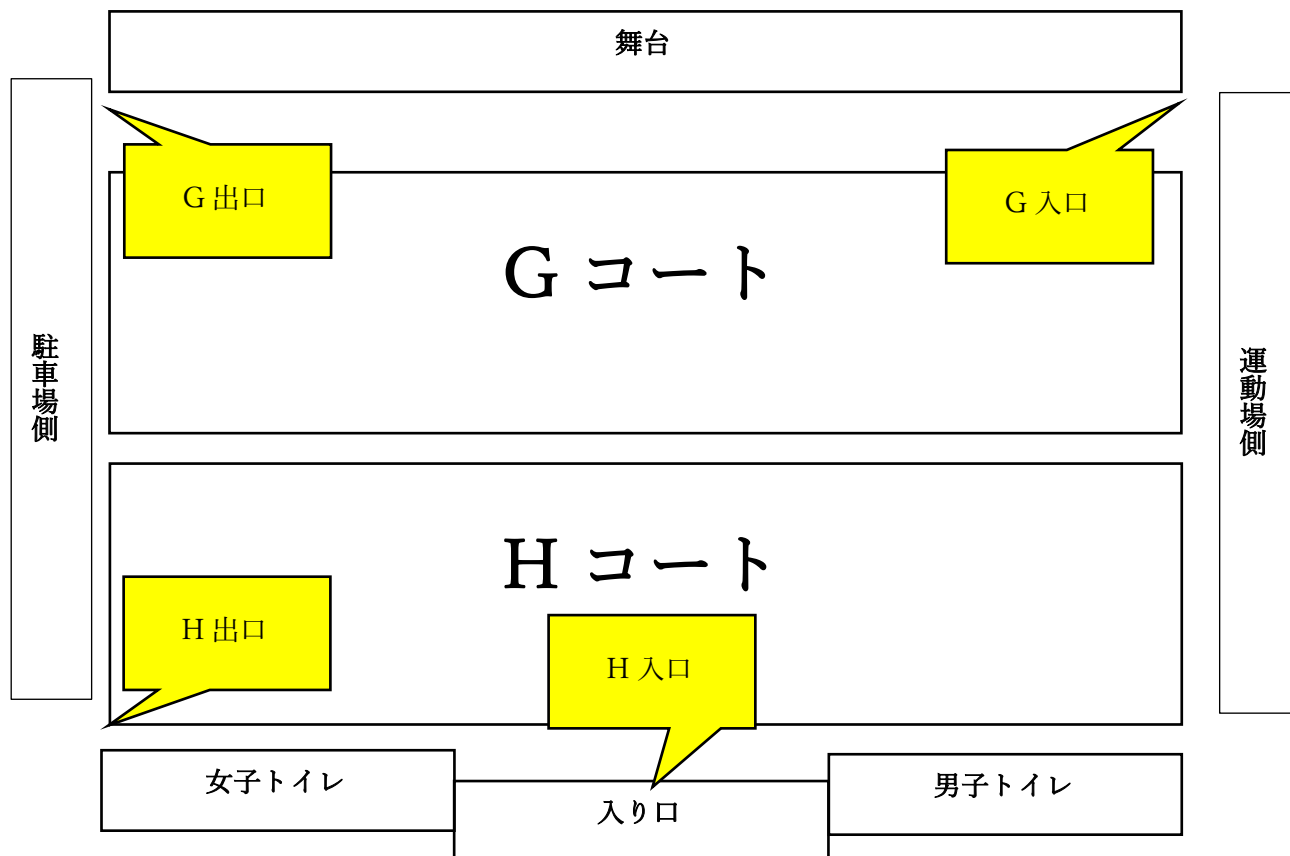 舞台
G 出口
G 入口
G コート
駐車場側
運動場側
H コート
H 出口
H 入口
女子トイレ
入り口
男子トイレ